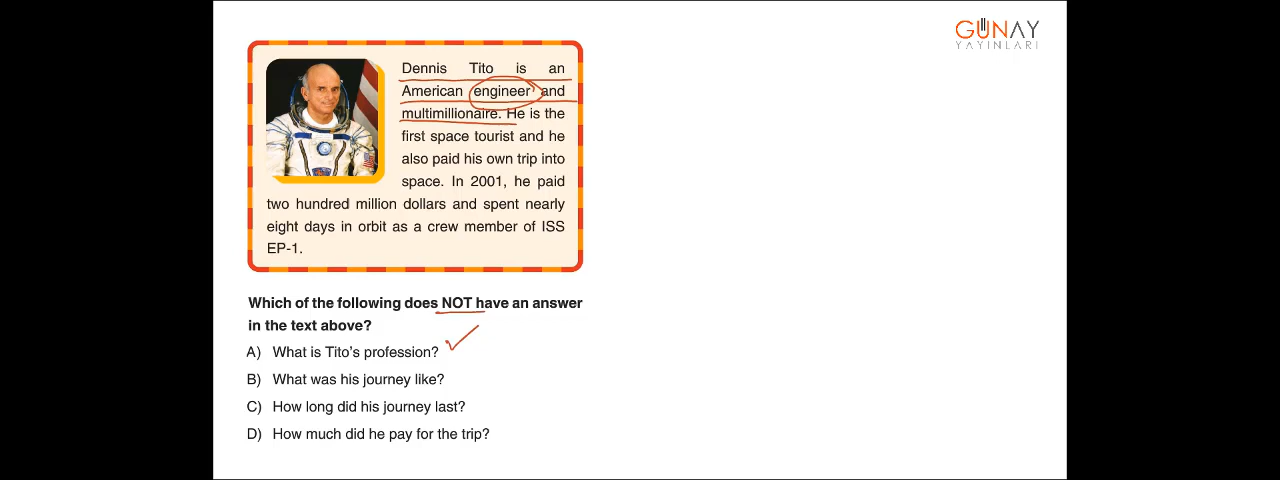 GÜNAY
YAYINLARI
Dennis Tito is an
American engineer and
multimillionaire. He is the
first space tourist and he
also paid his own trip into
space. In 2001, he paid
two hundred million dollars and spent nearly
eight days in orbit as a crew member of ISS
EP-1.
Which of the following does NOT have an answer
in the text above?
A) What is Tito's profession?
B) What was his journey like?
C) How long did his journey last?
D) How much did he pay for the trip?